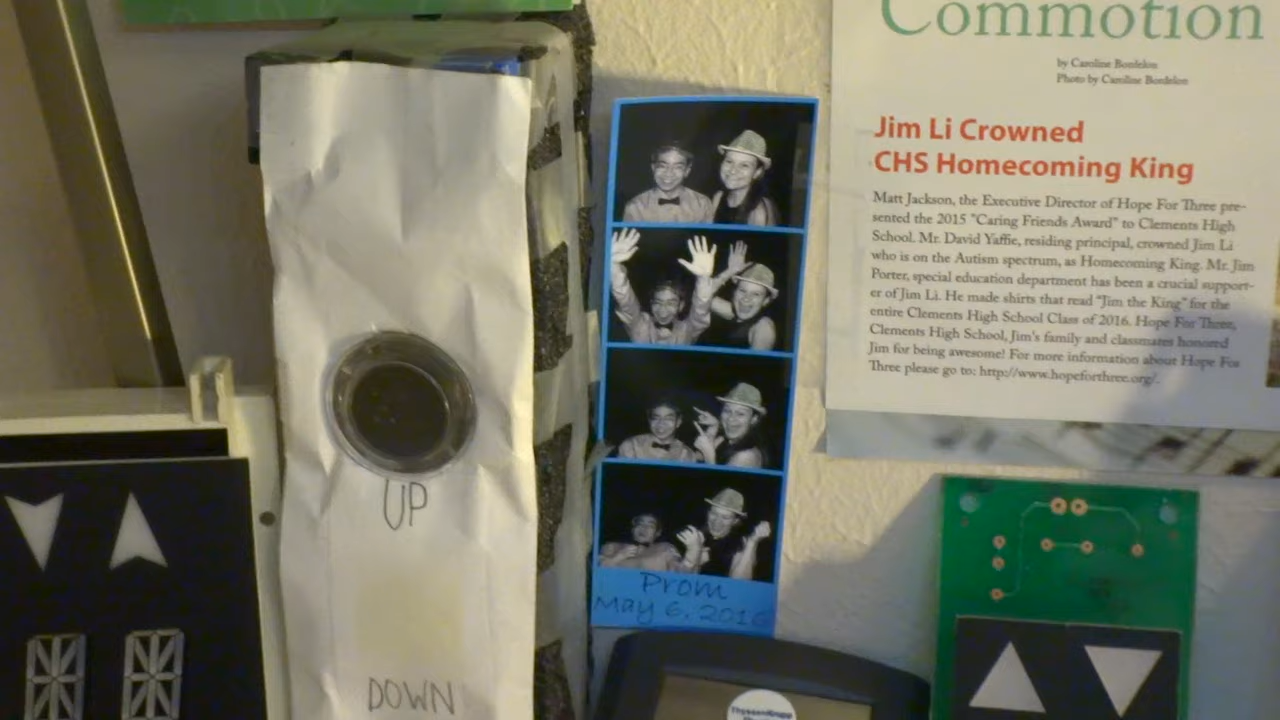 Commotion
by Caroline Bordelon
Photo by Caroline Bordelon
Jim Li Crowned
CHS Homecoming King
Matt Jackson, the Executive Director of Hope For Three pre-
sented the 2015 "Caring Friends Award" to Clements High
School. Mr. David Yaffie, residing principal, crowned Jim Li
who is on the Autism spectrum, as Homecoming King. Mr. Jim
Porter, special education department has been a crucial support-
er of Jim Li. He made shirts that read "Jim the King" for the
entire Clements High School Class of 2016. Hope For Three,
Clements High School, Jim's family and classmates honored
Jim for being awesome! For more information about Hope For
Three please go to: http://www.hopeforthree.org/.
UP
DOWN
Prom
May 6, 2016
ThyssenKrupp